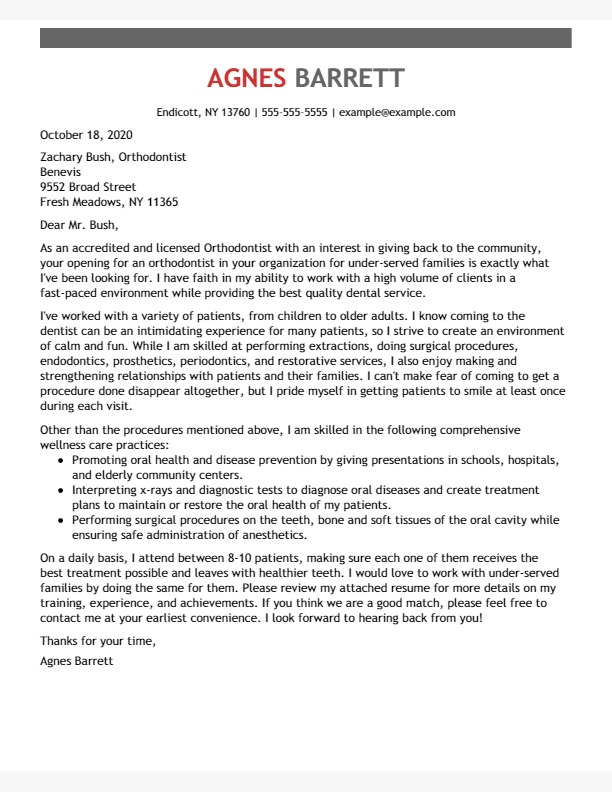 AGNES BARRETT
Endicott, NY 13760 | 555-555-5555 | example@example.com
October 18, 2020
Zachary Bush, Orthodontist
Benevis
9552 Broad Street
Fresh Meadows, NY 11365
Dear Mr. Bush,
As an accredited and licensed Orthodontist with an interest in giving back to the community,
your opening for an orthodontist in your organization for under-served families is exactly what
I've been looking for. I have faith in my ability to work with a high volume of clients in a
fast-paced environment while providing the best quality dental service.
I've worked with a variety of patients, from children to older adults. I know coming to the
dentist can be an intimidating experience for many patients, so I strive to create an environment
of calm and fun. While I am skilled at performing extractions, doing surgical procedures,
endodontics, prosthetics, periodontics, and restorative services, I also enjoy making and
strengthening relationships with patients and their families. I can't make fear of coming to get a
procedure done disappear altogether, but I pride myself in getting patients to smile at least once
during each visit.
Other than the procedures mentioned above, I am skilled in the following comprehensive
wellness care practices:
• Promoting oral health and disease prevention by giving presentations in schools, hospitals,
and elderly community centers.
• Interpreting x-rays and diagnostic tests to diagnose oral diseases and create treatment
plans to maintain or restore the oral health of my patients.
• Performing surgical procedures on the teeth, bone and soft tissues of the oral cavity while
ensuring safe administration of anesthetics.
On a daily basis, I attend between 8-10 patients, making sure each one of them receives the
best treatment possible and leaves with healthier teeth. I would love to work with under-served
families by doing the same for them. Please review my attached resume for more details on my
training, experience, and achievements. If you think we are a good match, please feel free to
contact me at your earliest convenience. I look forward to hearing back from you!
Thanks for your time,
Agnes Barrett